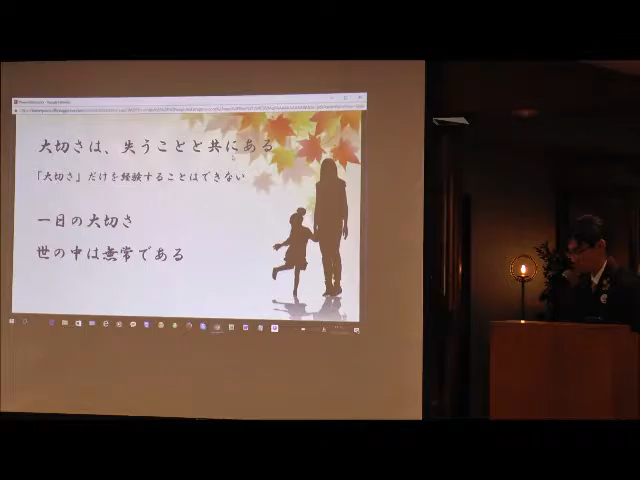 大切さは、失うことと共にある
「大切さ」だけを経験することはできない
一日の大切さ
世の中は無常である